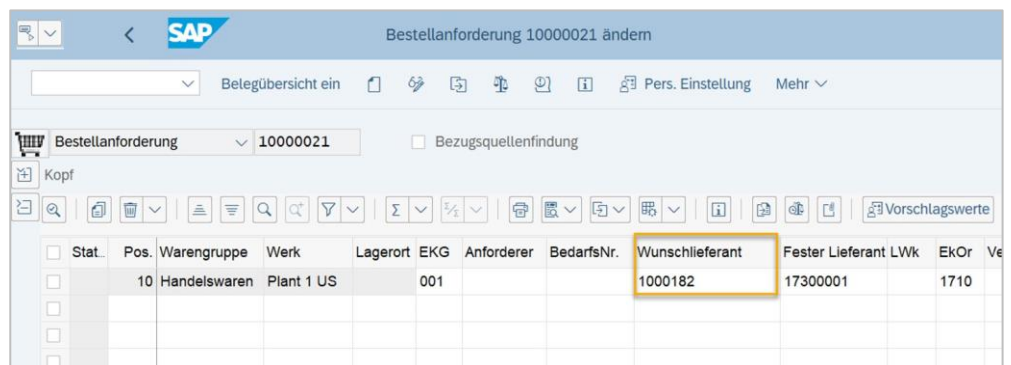 SAP
Bestellanforderung 10000021 ändern
Belegübersicht ein Pers. Einstellung Mehr
Bestellanforderung 10000021 Bezugsquellenfindung
Kopf
Vorschlagswerte
Stat.. Pos. Warengruppe Werk Lagerort EKG Anforderer BedarfsNr. Wunschlieferant Fester Lieferant LWk EkOr Ve
10 Handelswaren Plant 1 US 001 1000182 17300001 1710